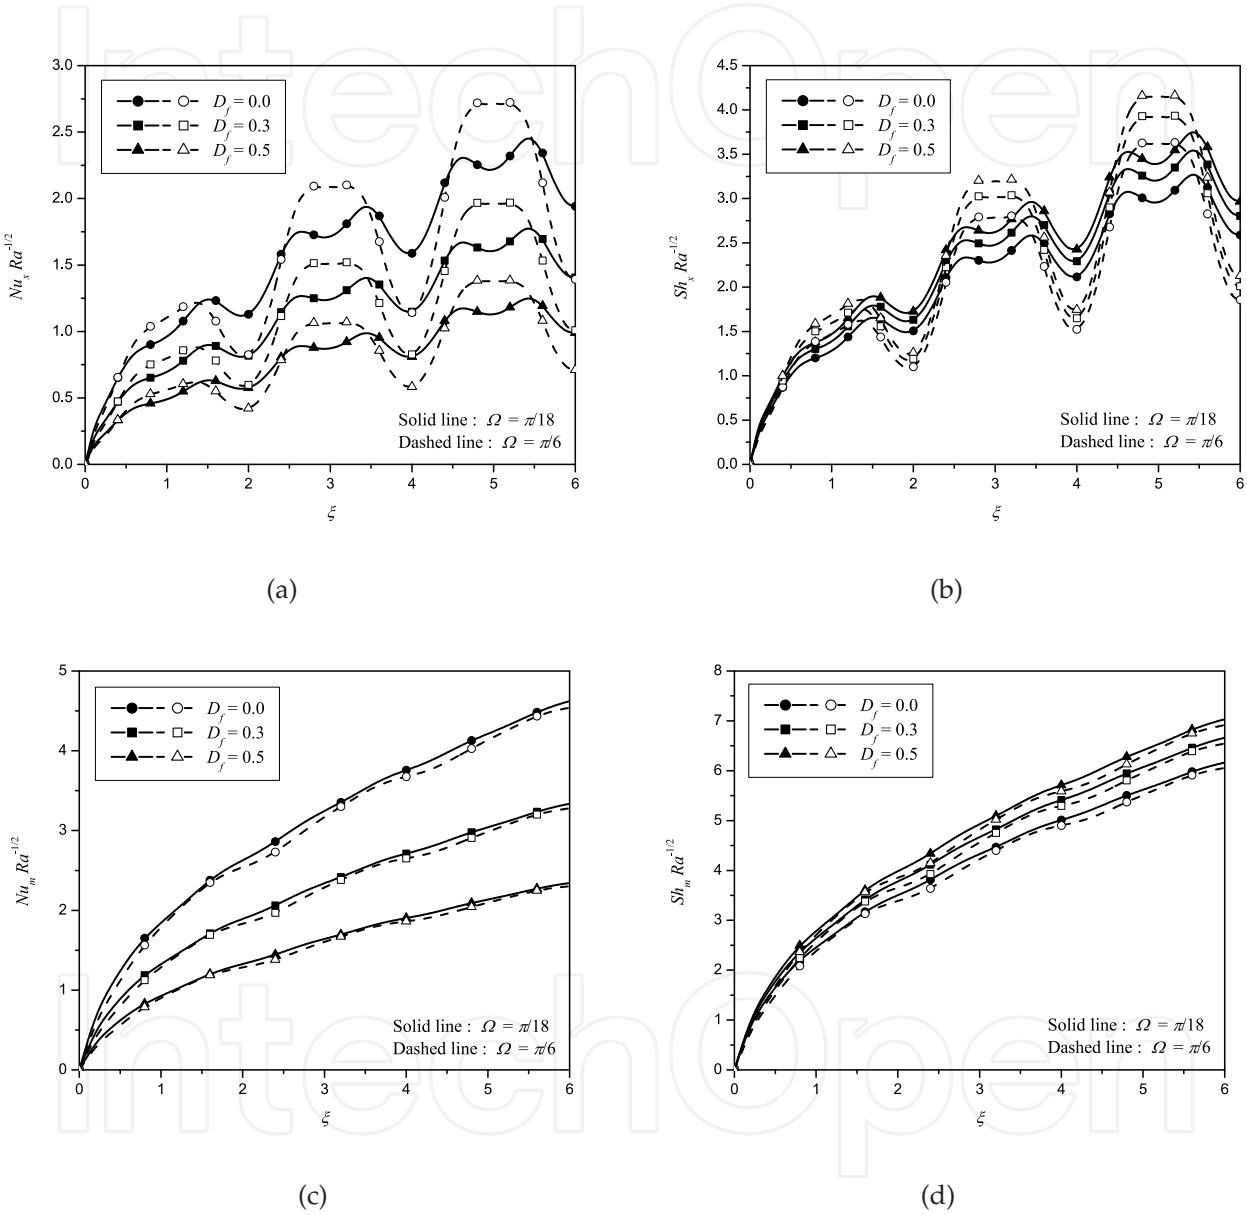 IntechOpen
3.0
2.5
2.0
1.5
1.0
0.5
0.0
Nu_x Ra^{-1/2}
D_f = 0.0
D_f = 0.3
D_f = 0.5
Solid line : Ω = π/18
Dashed line : Ω = π/6
0 1 2 3 4 5 6
ξ
(a)
4.5
4.0
3.5
3.0
2.5
2.0
1.5
1.0
0.5
0.0
Sh_x Ra^{-1/2}
D_f = 0.0
D_f = 0.3
D_f = 0.5
Solid line : Ω = π/18
Dashed line : Ω = π/6
0 1 2 3 4 5 6
ξ
(b)
5
4
3
2
1
0
Nu_m Ra^{-1/2}
D_f = 0.0
D_f = 0.3
D_f = 0.5
Solid line : Ω = π/18
Dashed line : Ω = π/6
0 1 2 3 4 5 6
ξ
(c)
8
7
6
5
4
3
2
1
0
Sh_m Ra^{-1/2}
D_f = 0.0
D_f = 0.3
D_f = 0.5
Solid line : Ω = π/18
Dashed line : Ω = π/6
0 1 2 3 4 5 6
ξ
(d)
IntechOpen